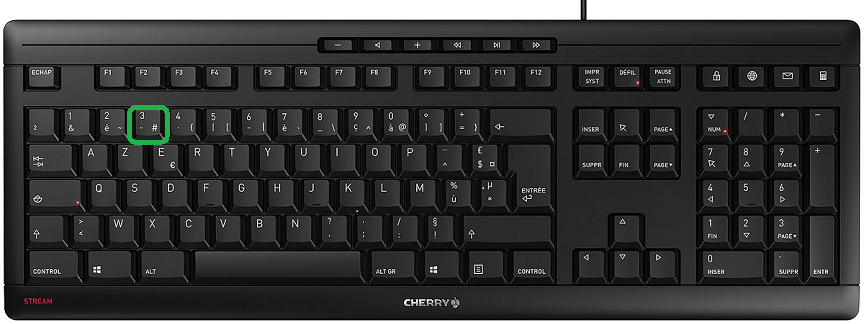 − ◁ + ◁◁ ▷|| ▷▷
ECHAP F1 F2 F3 F4 F5 F6 F7 F8 F9 F10 F11 F12 IMPR SYST DÉFIL PAUSE ATTN
² 1 & 2 é ~ 3 " # 4 ' { 5 ( [ 6 - | 7 è ` 8 _ \ 9 ç ^ 0 à @ ° ) ] + = } INSER PAGE▲ NUM / * −
A Z E € R T Y U I O P ¨ ^ £ $ ¤ ENTRÉE SUPPR FIN PAGE▼ 7 8 9 PAGE▲ +
Q S D F G H J K L M % ù µ * 4 5 6
> < W X C V B N ? , . ; / : § ! 1 FIN 2 3 PAGE▼
CONTROL ALT ALT GR CONTROL 0 INSER . SUPPR ENTR
STREAM
CHERRY